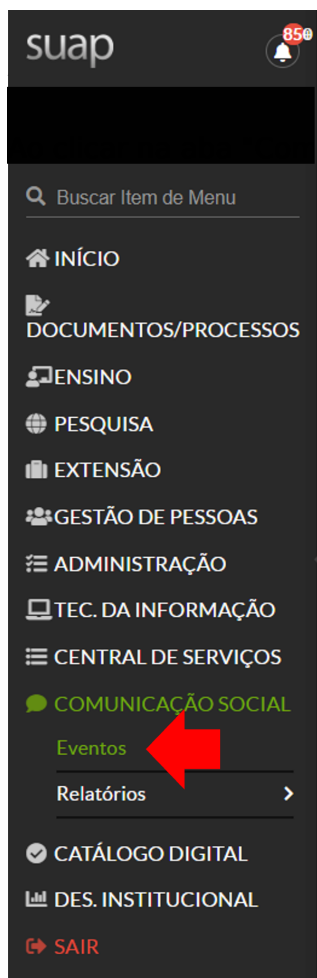 suap
850
Buscar Item de Menu
INÍCIO
DOCUMENTOS/PROCESSOS
ENSINO
PESQUISA
EXTENSÃO
GESTÃO DE PESSOAS
ADMINISTRAÇÃO
TEC. DA INFORMAÇÃO
CENTRAL DE SERVIÇOS
COMUNICAÇÃO SOCIAL
Eventos
Relatórios
CATÁLOGO DIGITAL
DES. INSTITUCIONAL
SAIR